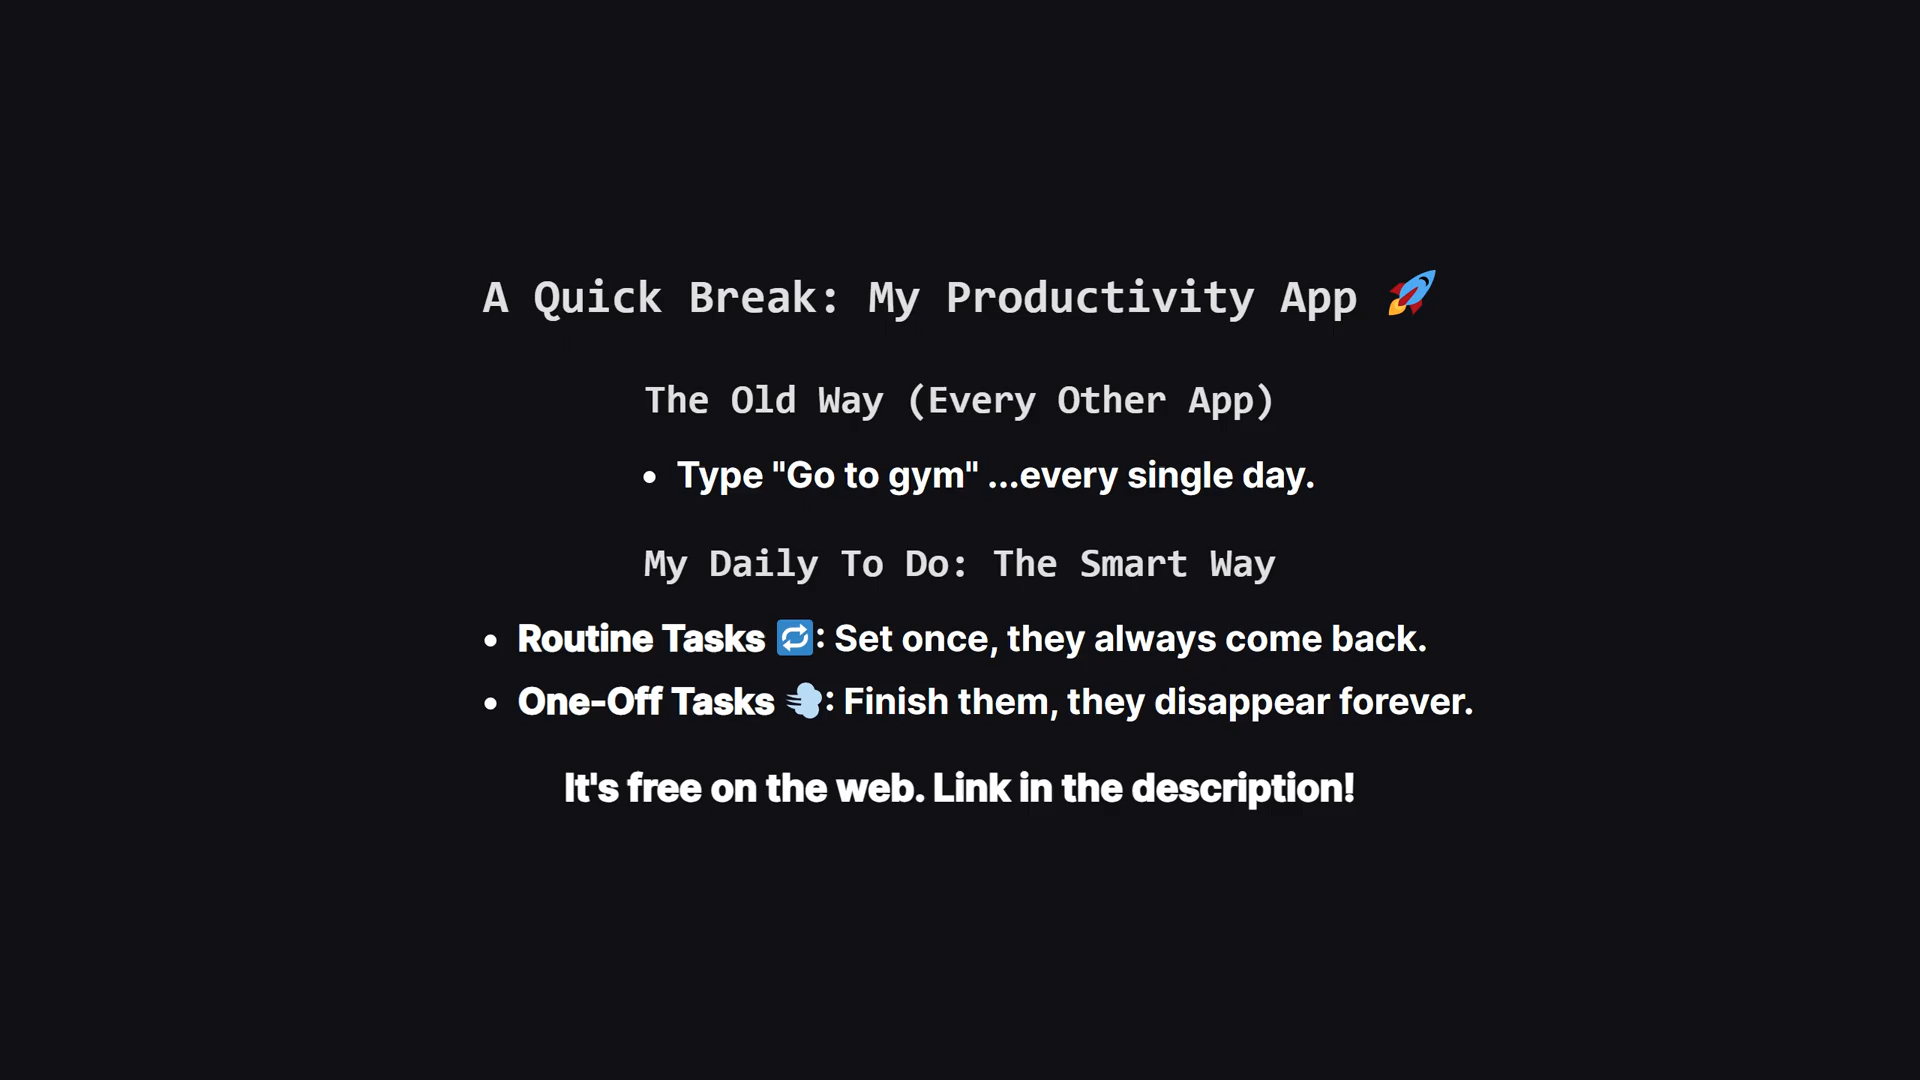 A Quick Break: My Productivity App 🚀
The Old Way (Every Other App)
• Type "Go to gym" ...every single day.
My Daily To Do: The Smart Way
• Routine Tasks 🔁: Set once, they always come back.
• One-Off Tasks 💨: Finish them, they disappear forever.
It's free on the web. Link in the description!